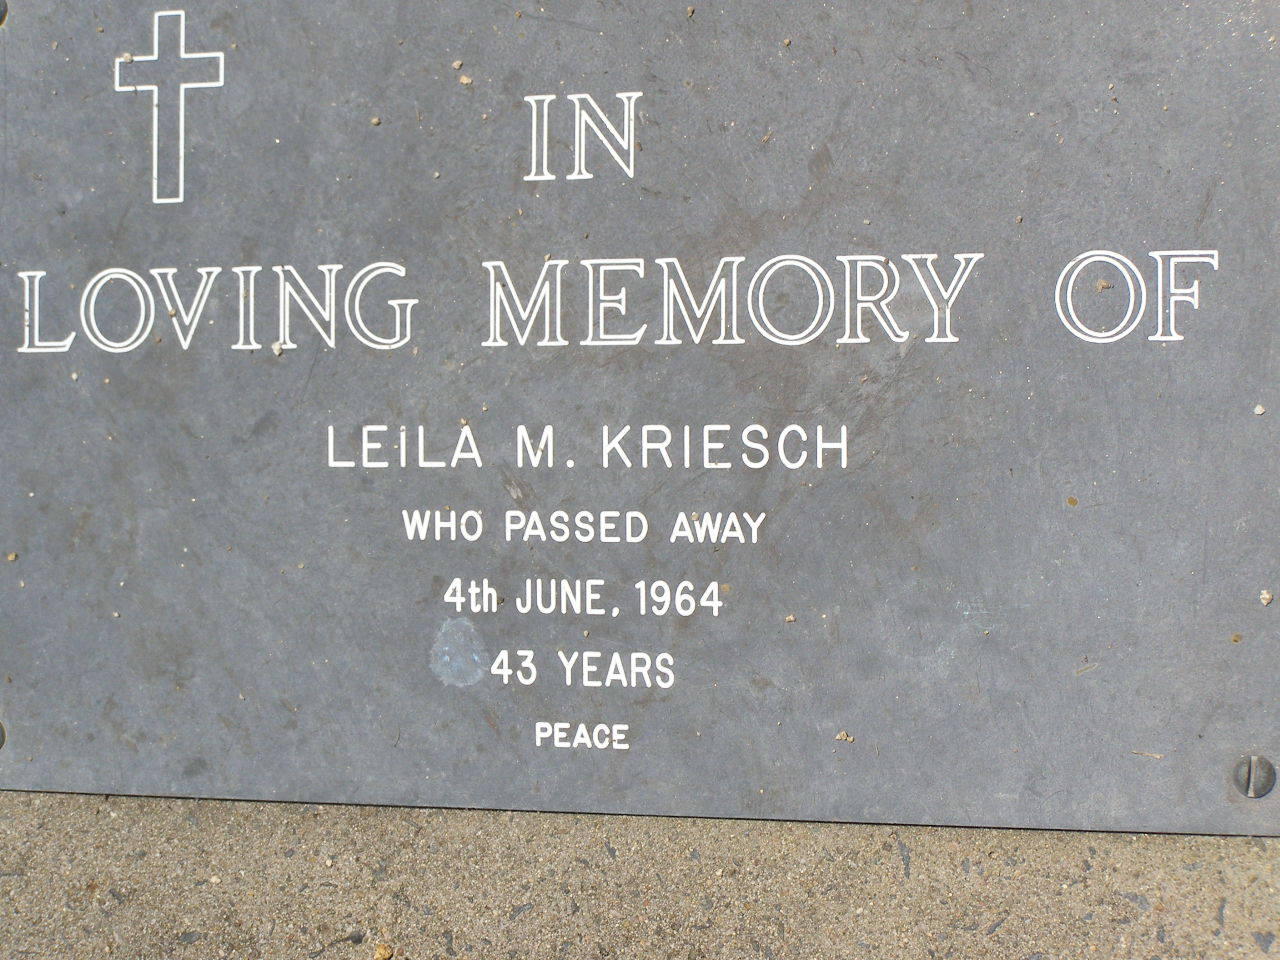 IN
LOVING MEMORY OF
LEILA M. KRIESCH
WHO PASSED AWAY
4th JUNE, 1964
43 YEARS
PEACE